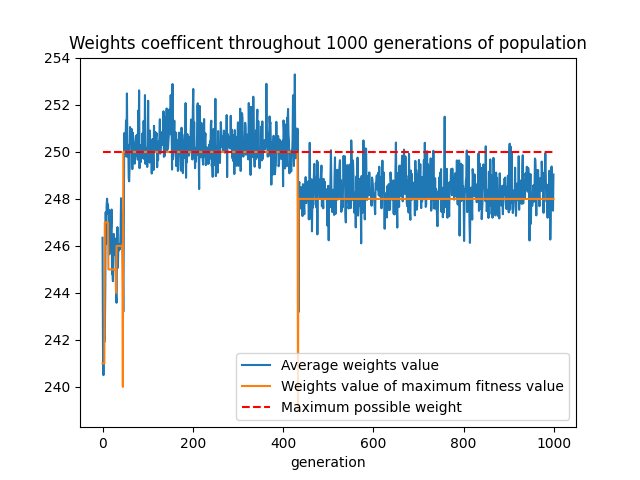 Weights coefficent throughout 1000 generations of population
254
252
250
248
246
244
242
240
Average weights value
Weights value of maximum fitness value
Maximum possible weight
0 200 400 600 800 1000
generation